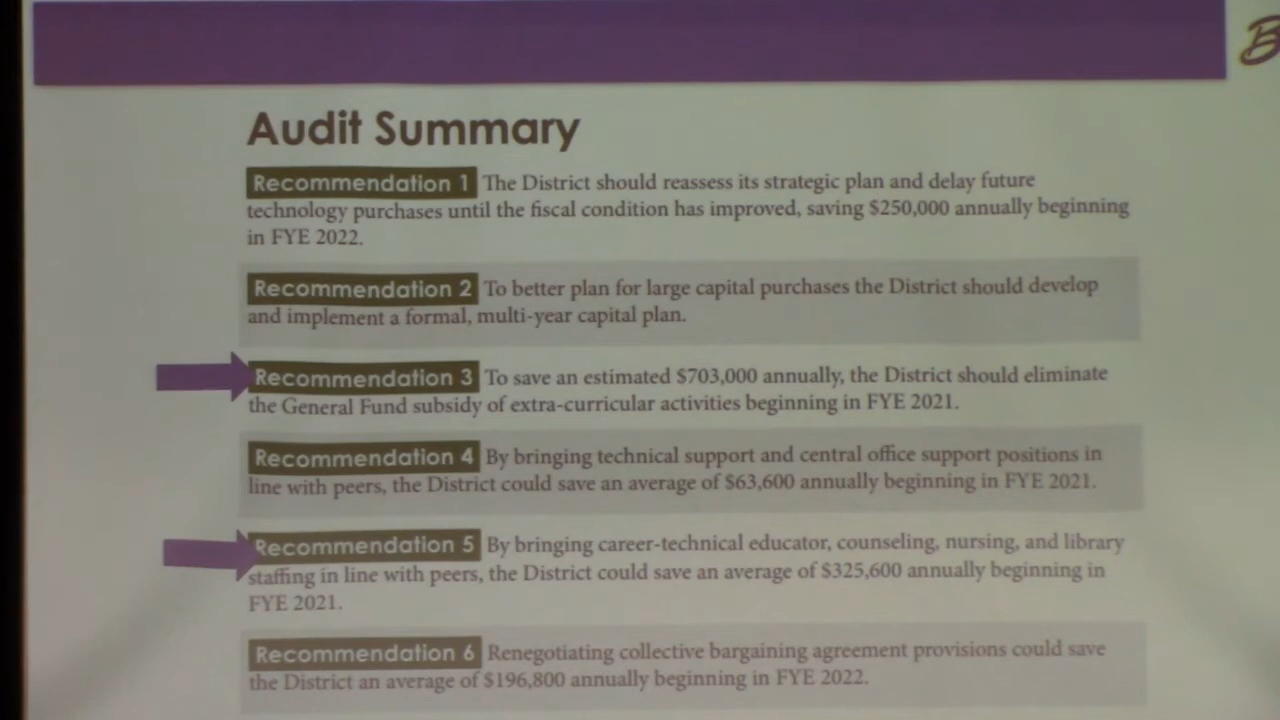 B
Audit Summary
Recommendation 1 The District should reassess its strategic plan and delay future
technology purchases until the fiscal condition has improved, saving $250,000 annually beginning
in FYE 2022.
Recommendation 2 To better plan for large capital purchases the District should develop
and implement a formal, multi-year capital plan.
Recommendation 3 To save an estimated $703,000 annually, the District should eliminate
the General Fund subsidy of extra-curricular activities beginning in FYE 2021.
Recommendation 4 By bringing technical support and central office support positions in
line with peers, the District could save an average of $63,600 annually beginning in FYE 2021.
Recommendation 5 By bringing career-technical educator, counseling, nursing, and library
staffing in line with peers, the District could save an average of $325,600 annually beginning in
FYE 2021.
Recommendation 6 Renegotiating collective bargaining agreement provisions could save
the District an average of $196,800 annually beginning in FYE 2022.